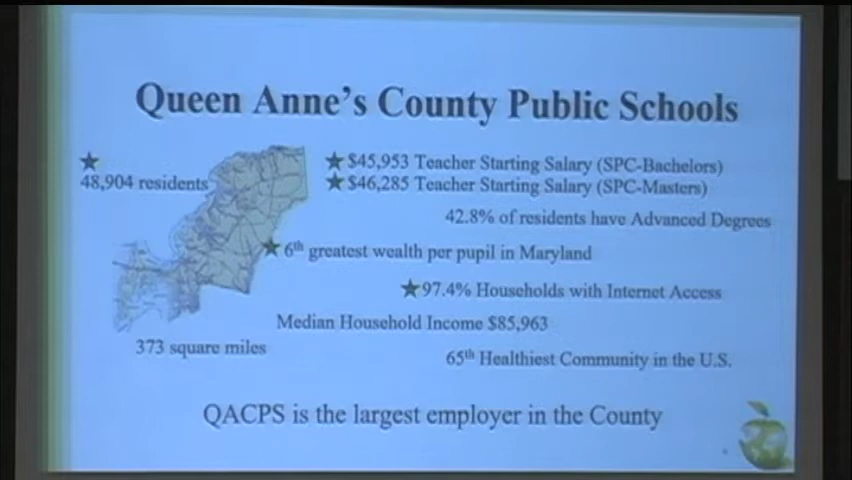 Queen Anne's County Public Schools
★
48,904 residents
★ $45,953 Teacher Starting Salary (SPC-Bachelors)
★ $46,285 Teacher Starting Salary (SPC-Masters)
42.8% of residents have Advanced Degrees
★ 6th greatest wealth per pupil in Maryland
★ 97.4% Households with Internet Access
Median Household Income $85,963
373 square miles
65th Healthiest Community in the U.S.
QACPS is the largest employer in the County